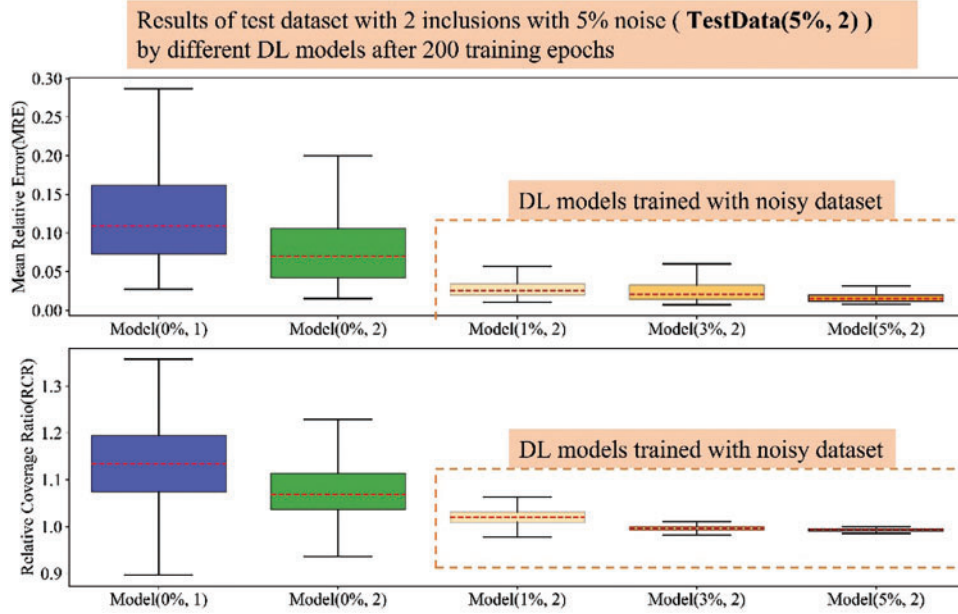 Results of test dataset with 2 inclusions with 5% noise ( TestData(5%, 2) )
by different DL models after 200 training epochs
Mean Relative Error(MRE)
0.30
0.25
0.20
0.15
0.10
0.05
0.00
DL models trained with noisy dataset
Model(0%, 1) Model(0%, 2) Model(1%, 2) Model(3%, 2) Model(5%, 2)
Relative Coverage Ratio(RCR)
1.3
1.2
1.1
1.0
0.9
DL models trained with noisy dataset
Model(0%, 1) Model(0%, 2) Model(1%, 2) Model(3%, 2) Model(5%, 2)